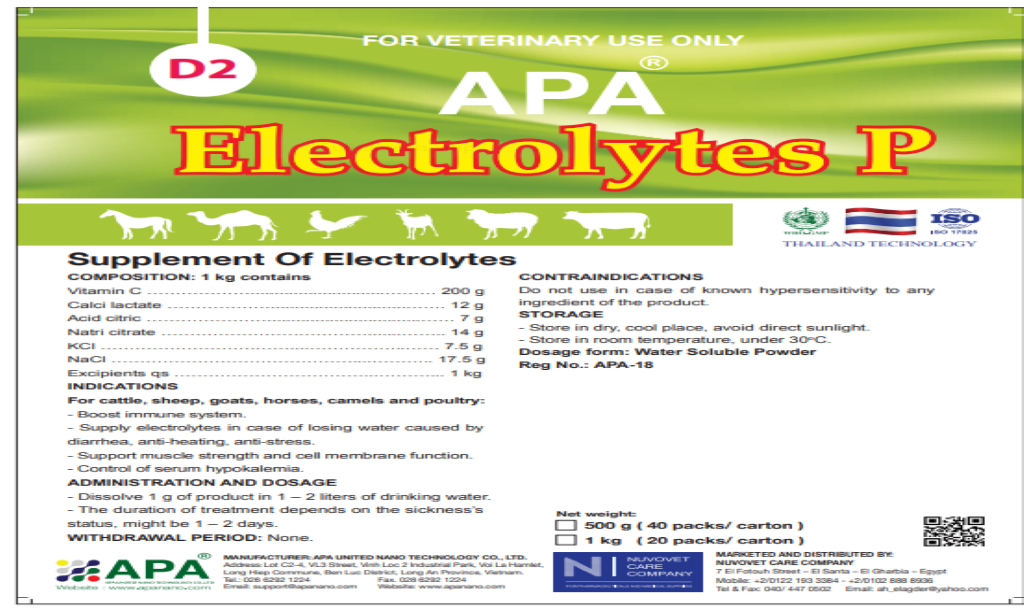 FOR VETERINARY USE ONLY
D2
APA®
Electrolytes P
ISO
ISO 17025
THAILAND TECHNOLOGY
Supplement Of Electrolytes
COMPOSITION: 1 kg contains
Vitamin C ........ 200 g
Calci lactate ........ 12 g
Acid citric ........ 7 g
Natri citrate ........ 14 g
KCl ........ 7.5 g
NaCl ........ 17.5 g
Excipients qs ........ 1 kg
INDICATIONS
For cattle, sheep, goats, horses, camels and poultry:
- Boost immune system.
- Supply electrolytes in case of losing water caused by
diarrhea, anti-heating, anti-stress.
- Support muscle strength and cell membrane function.
- Control of serum hypokalemia.
ADMINISTRATION AND DOSAGE
- Dissolve 1 g of product in 1 – 2 liters of drinking water.
- The duration of treatment depends on the sickness's
status, might be 1 – 2 days.
WITHDRAWAL PERIOD: None.
CONTRAINDICATIONS
Do not use in case of known hypersensitivity to any
ingredient of the product.
STORAGE
- Store in dry, cool place, avoid direct sunlight.
- Store in room temperature, under 30°C.
Dosage form: Water Soluble Powder
Reg No.: APA-18
Net weight:
500 g ( 40 packs/ carton )
1 kg ( 20 packs/ carton )
APA®
Website : www.apanano.com
MANUFACTURER: APA UNITED NANO TECHNOLOGY CO., LTD.
Address: Lot C2-4, VL3 Street, Vinh Loc 2 Industrial Park, Voi La Hamlet,
Long Hiep Commune, Ben Luc District, Long An Province, Vietnam.
Tel.: 028 6292 1224 Fax. 028 6292 1224
Email: support@apanano.com Website: www.apanano.com
N
NUVOVET
CARE
COMPANY
MARKETED AND DISTRIBUTED BY:
NUVOVET CARE COMPANY
7 El Fotouh Street – El Santa – El Gharbia – Egypt
Mobile: +2/0122 193 3384 - +2/0102 888 8936
Tel & Fax: 040/ 447 0502 Email: ah_elagder@yahoo.com